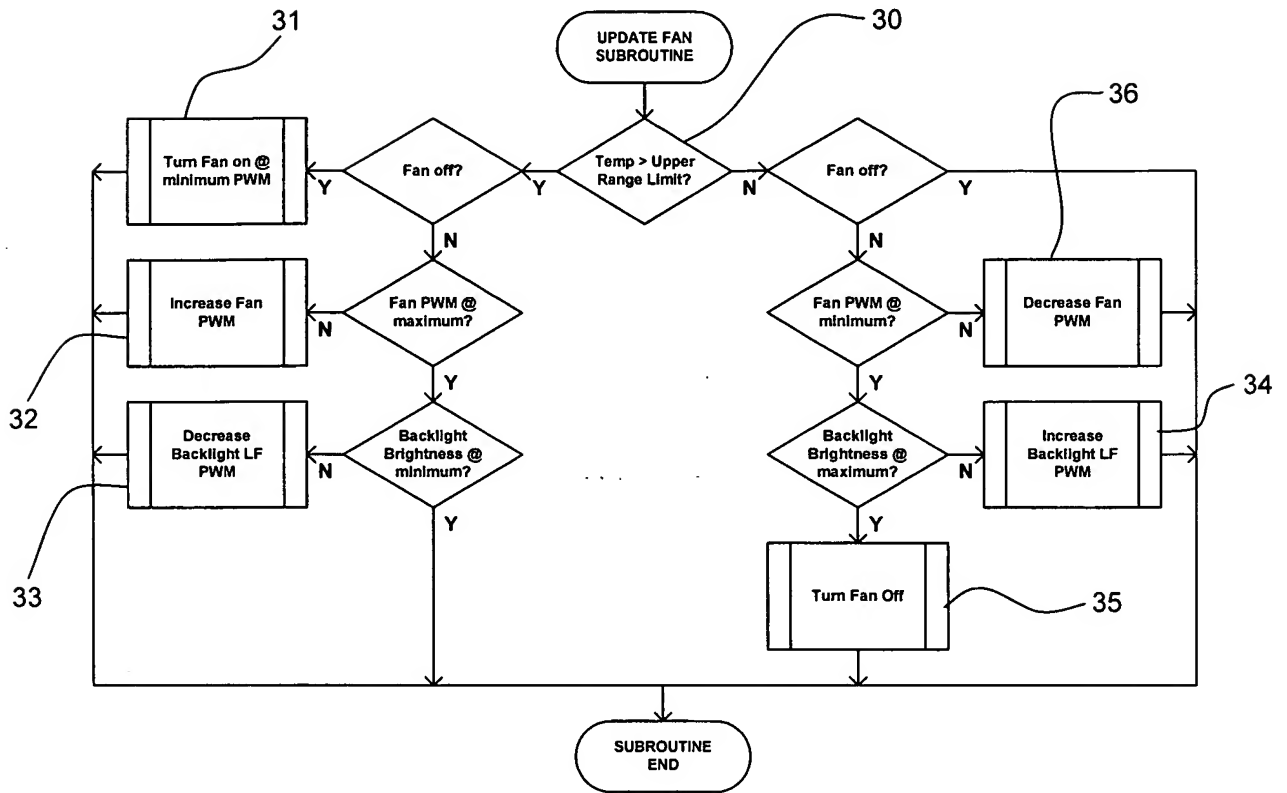 31
UPDATE FAN
SUBROUTINE
30
36
Turn Fan on @
minimum PWM
Y
Fan off?
Y
Temp > Upper
Range Limit?
N
Fan off?
Y
N
N
32
Increase Fan
PWM
N
Fan PWM @
maximum?
Fan PWM @
minimum?
N
Decrease Fan
PWM
Y
Y
34
33
Decrease
Backlight LF
PWM
N
Backlight
Brightness @
minimum?
Backlight
Brightness @
maximum?
N
Increase
Backlight LF
PWM
Y
Y
Turn Fan Off
35
SUBROUTINE
END